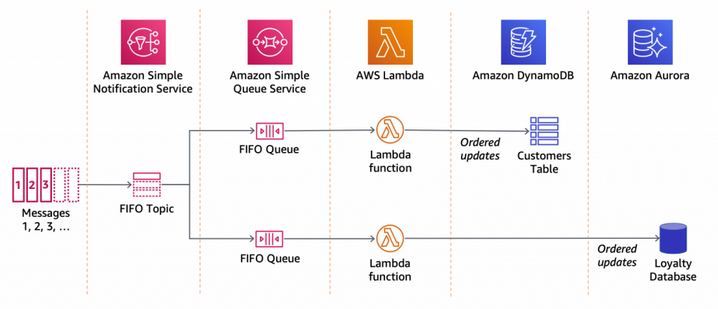 Amazon Simple
Notification Service
Amazon Simple
Queue Service
AWS Lambda
Amazon DynamoDB
Amazon Aurora
FIFO Queue
Lambda
function
Ordered
updates
Customers
Table
1 2 3
Messages
1, 2, 3, ...
FIFO Topic
FIFO Queue
Lambda
function
Ordered
updates
Loyalty
Database